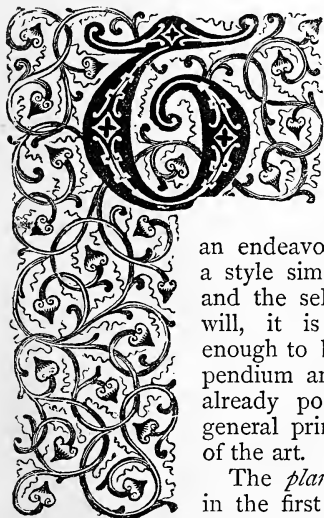 T
an endeavo
a style sim
and the sel
will, it is
enough to
pendium an
already po
general prin
of the art.
The plan
in the first